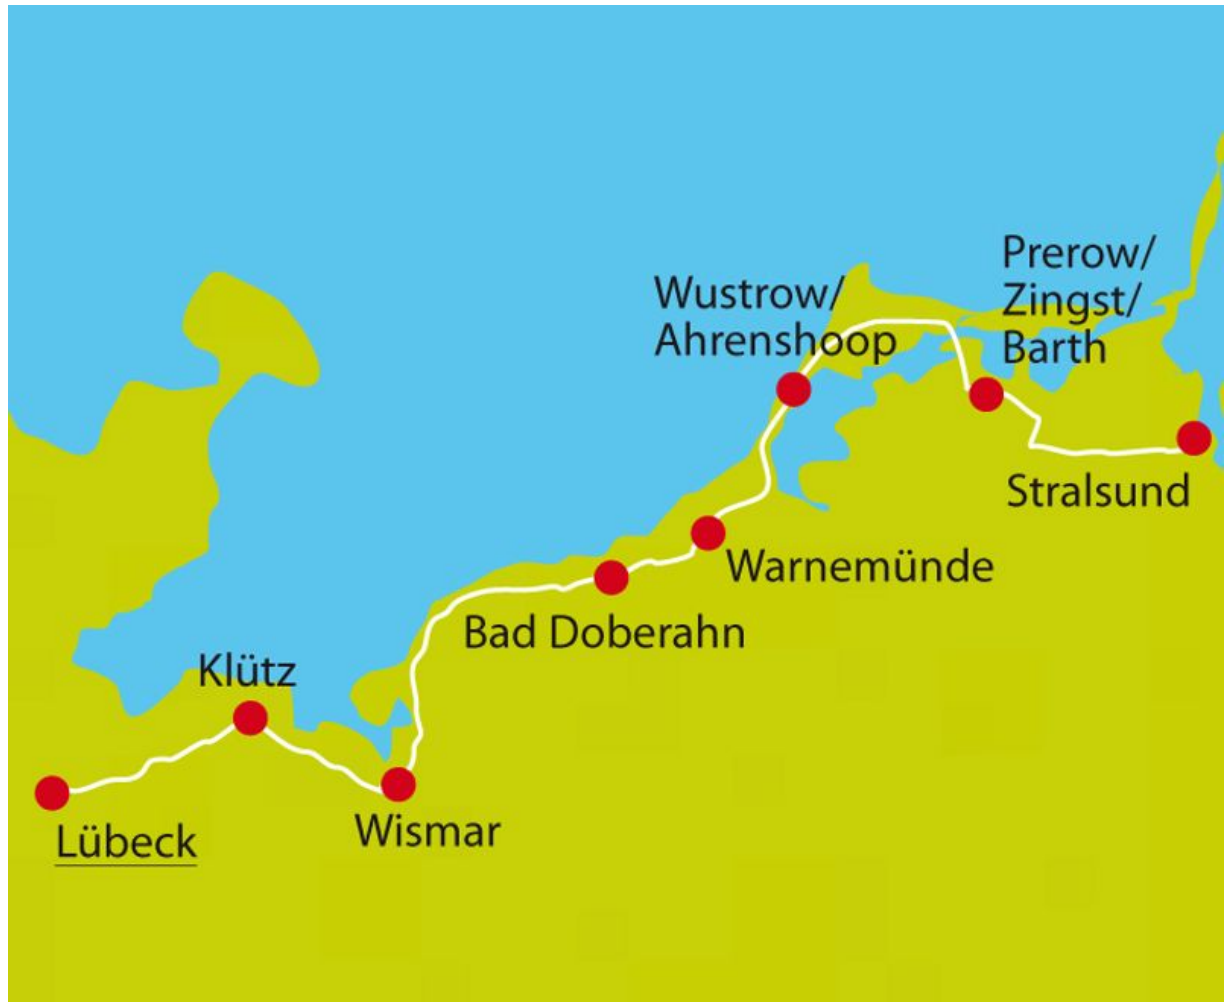 Prerow/
Zingst/
Barth
Wustrow/
Ahrenshoop
Stralsund
Warnemünde
Bad Doberahn
Klütz
Wismar
Lübeck